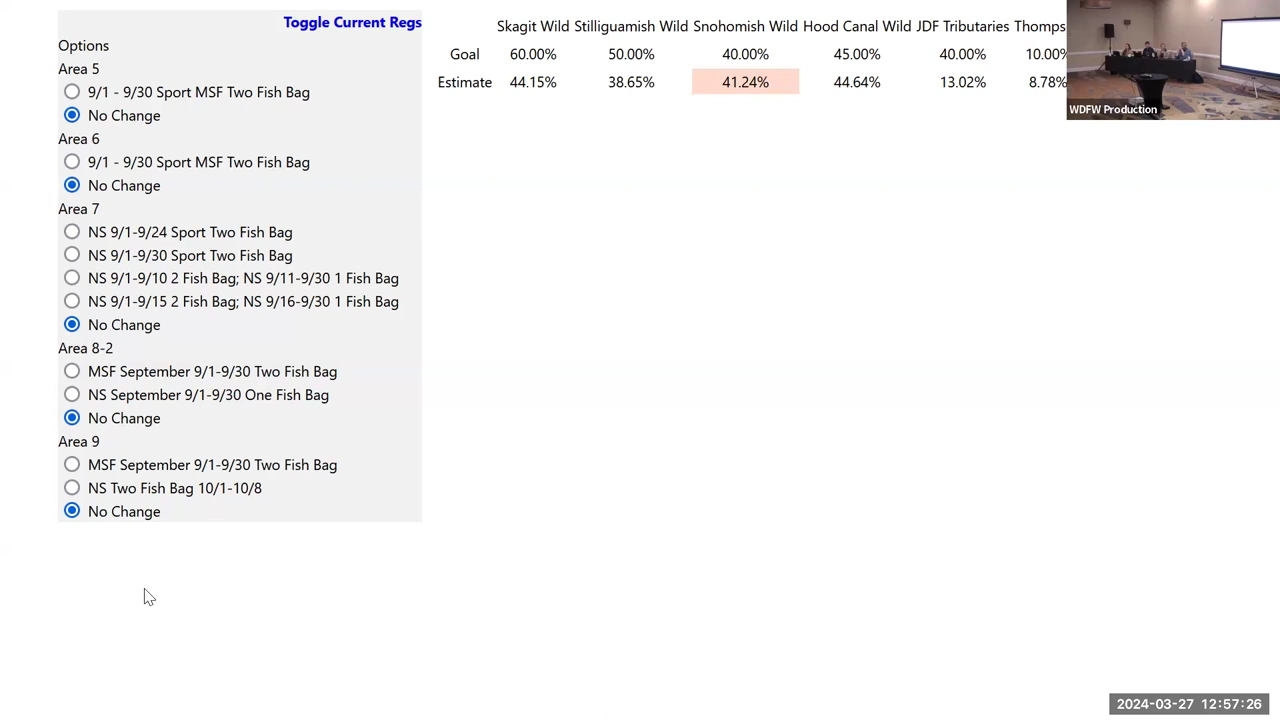 Toggle Current Regs
Options
Area 5
9/1 - 9/30 Sport MSF Two Fish Bag
No Change
Area 6
9/1 - 9/30 Sport MSF Two Fish Bag
No Change
Area 7
NS 9/1-9/24 Sport Two Fish Bag
NS 9/1-9/30 Sport Two Fish Bag
NS 9/1-9/10 2 Fish Bag; NS 9/11-9/30 1 Fish Bag
NS 9/1-9/15 2 Fish Bag; NS 9/16-9/30 1 Fish Bag
No Change
Area 8-2
MSF September 9/1-9/30 Two Fish Bag
NS September 9/1-9/30 One Fish Bag
No Change
Area 9
MSF September 9/1-9/30 Two Fish Bag
NS Two Fish Bag 10/1-10/8
No Change
Skagit Wild Stilliguamish Wild Snohomish Wild Hood Canal Wild JDF Tributaries Thomps
Goal 60.00% 50.00% 40.00% 45.00% 40.00% 10.00%
Estimate 44.15% 38.65% 41.24% 44.64% 13.02% 8.78%
WDFW Production
2024-03-27 12:57:26